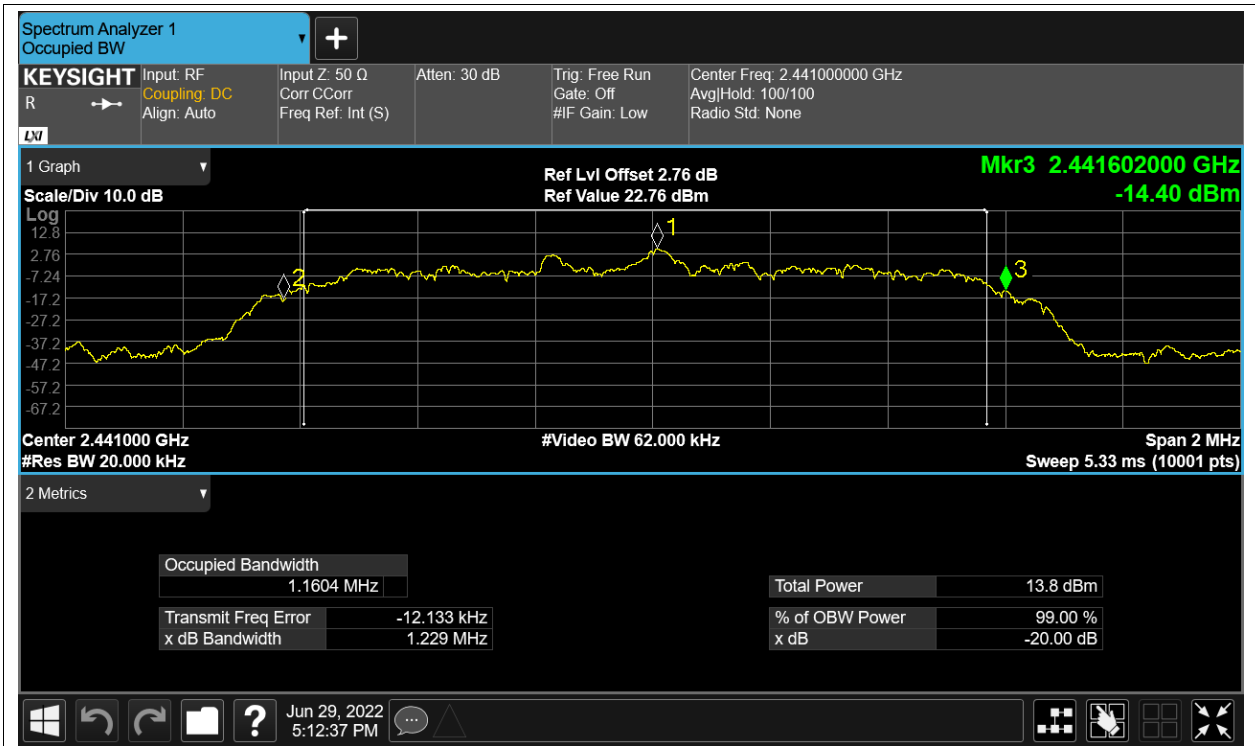 Spectrum Analyzer 1
Occupied BW
KEYSIGHT
R
LXI
Input: RF
Coupling: DC
Align: Auto
Input Z: 50 Ω
Corr CCorr
Freq Ref: Int (S)
Atten: 30 dB
Trig: Free Run
Gate: Off
#IF Gain: Low
Center Freq: 2.441000000 GHz
Avg|Hold: 100/100
Radio Std: None
1 Graph
Scale/Div 10.0 dB
Ref Lvl Offset 2.76 dB
Ref Value 22.76 dBm
Mkr3 2.441602000 GHz
-14.40 dBm
Log
12.8
2.76
-7.24
-17.2
-27.2
-37.2
-47.2
-57.2
-67.2
1
2
3
Center 2.441000 GHz
#Res BW 20.000 kHz
#Video BW 62.000 kHz
Span 2 MHz
Sweep 5.33 ms (10001 pts)
2 Metrics
Occupied Bandwidth
1.1604 MHz
Transmit Freq Error -12.133 kHz
x dB Bandwidth 1.229 MHz
Total Power 13.8 dBm
% of OBW Power 99.00 %
x dB -20.00 dB
?
Jun 29, 2022
5:12:37 PM